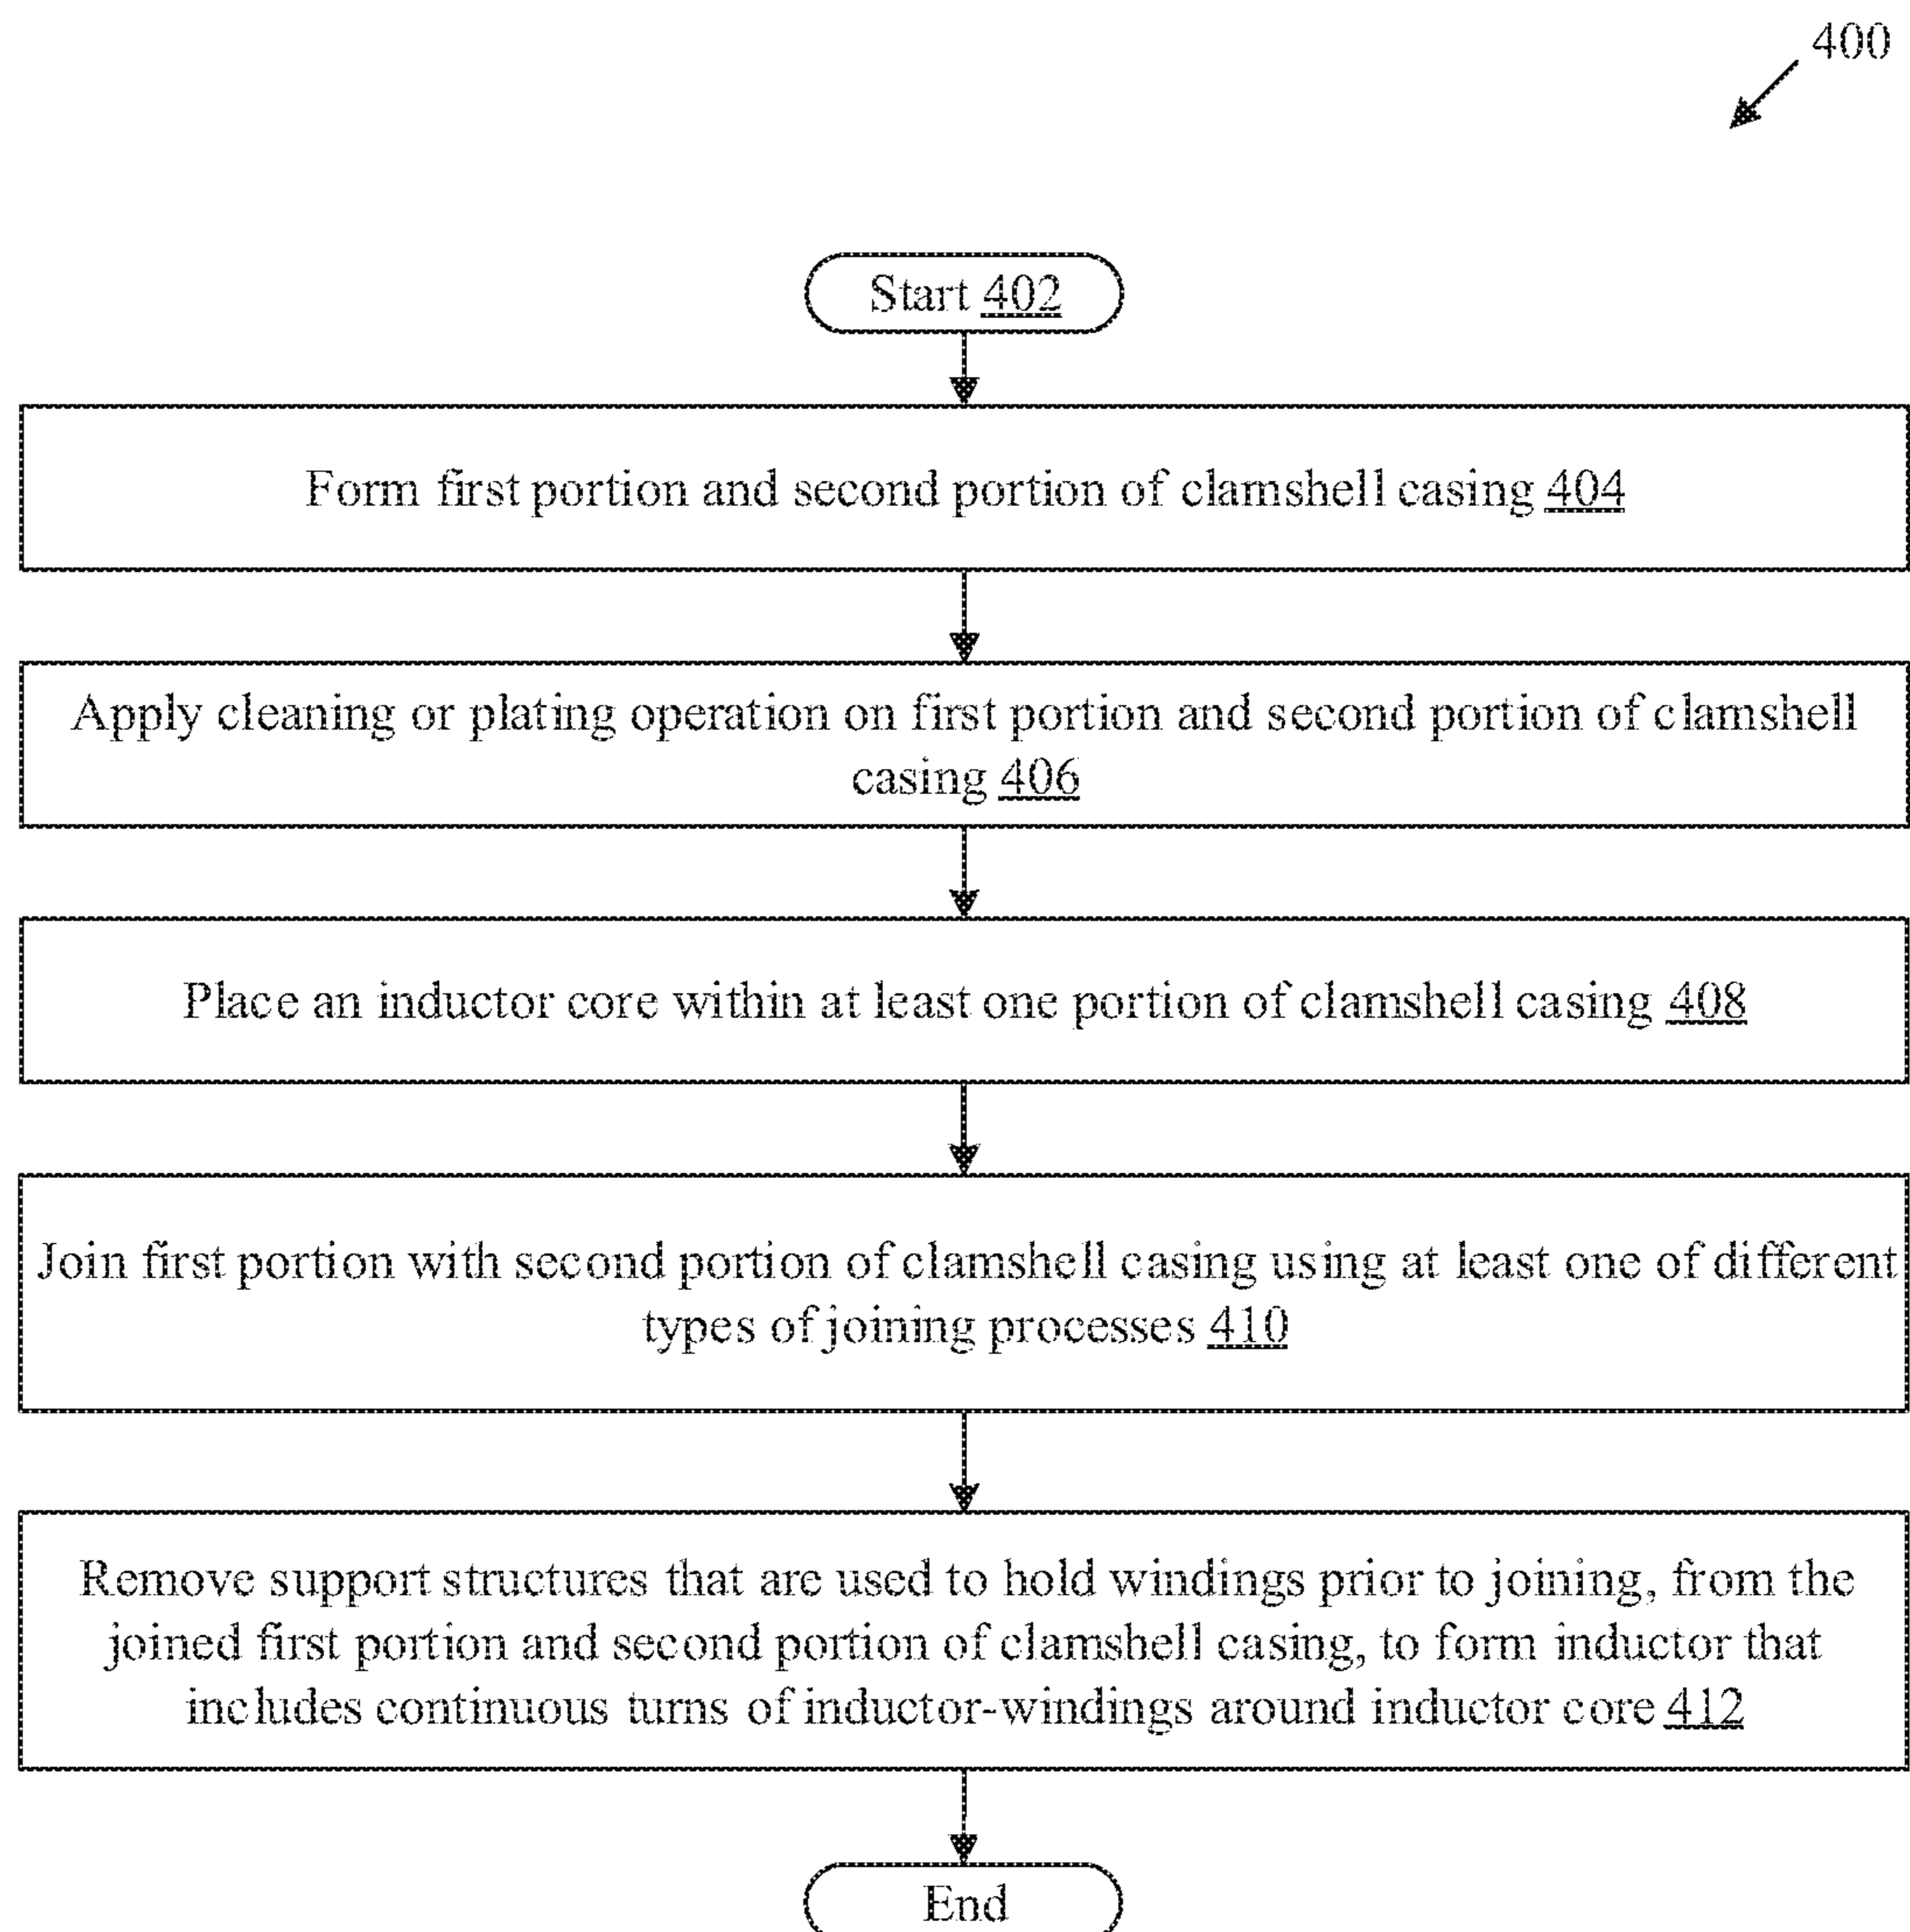 400
Start 402
Form first portion and second portion of clamshell casing 404
Apply cleaning or plating operation on first portion and second portion of clamshell
casing 406
Place an inductor core within at least one portion of clamshell casing 408
Join first portion with second portion of clamshell casing using at least one of different
types of joining processes 410
Remove support structures that are used to hold windings prior to joining, from the
joined first portion and second portion of clamshell casing, to form inductor that
includes continuous turns of inductor-windings around inductor core 412
End